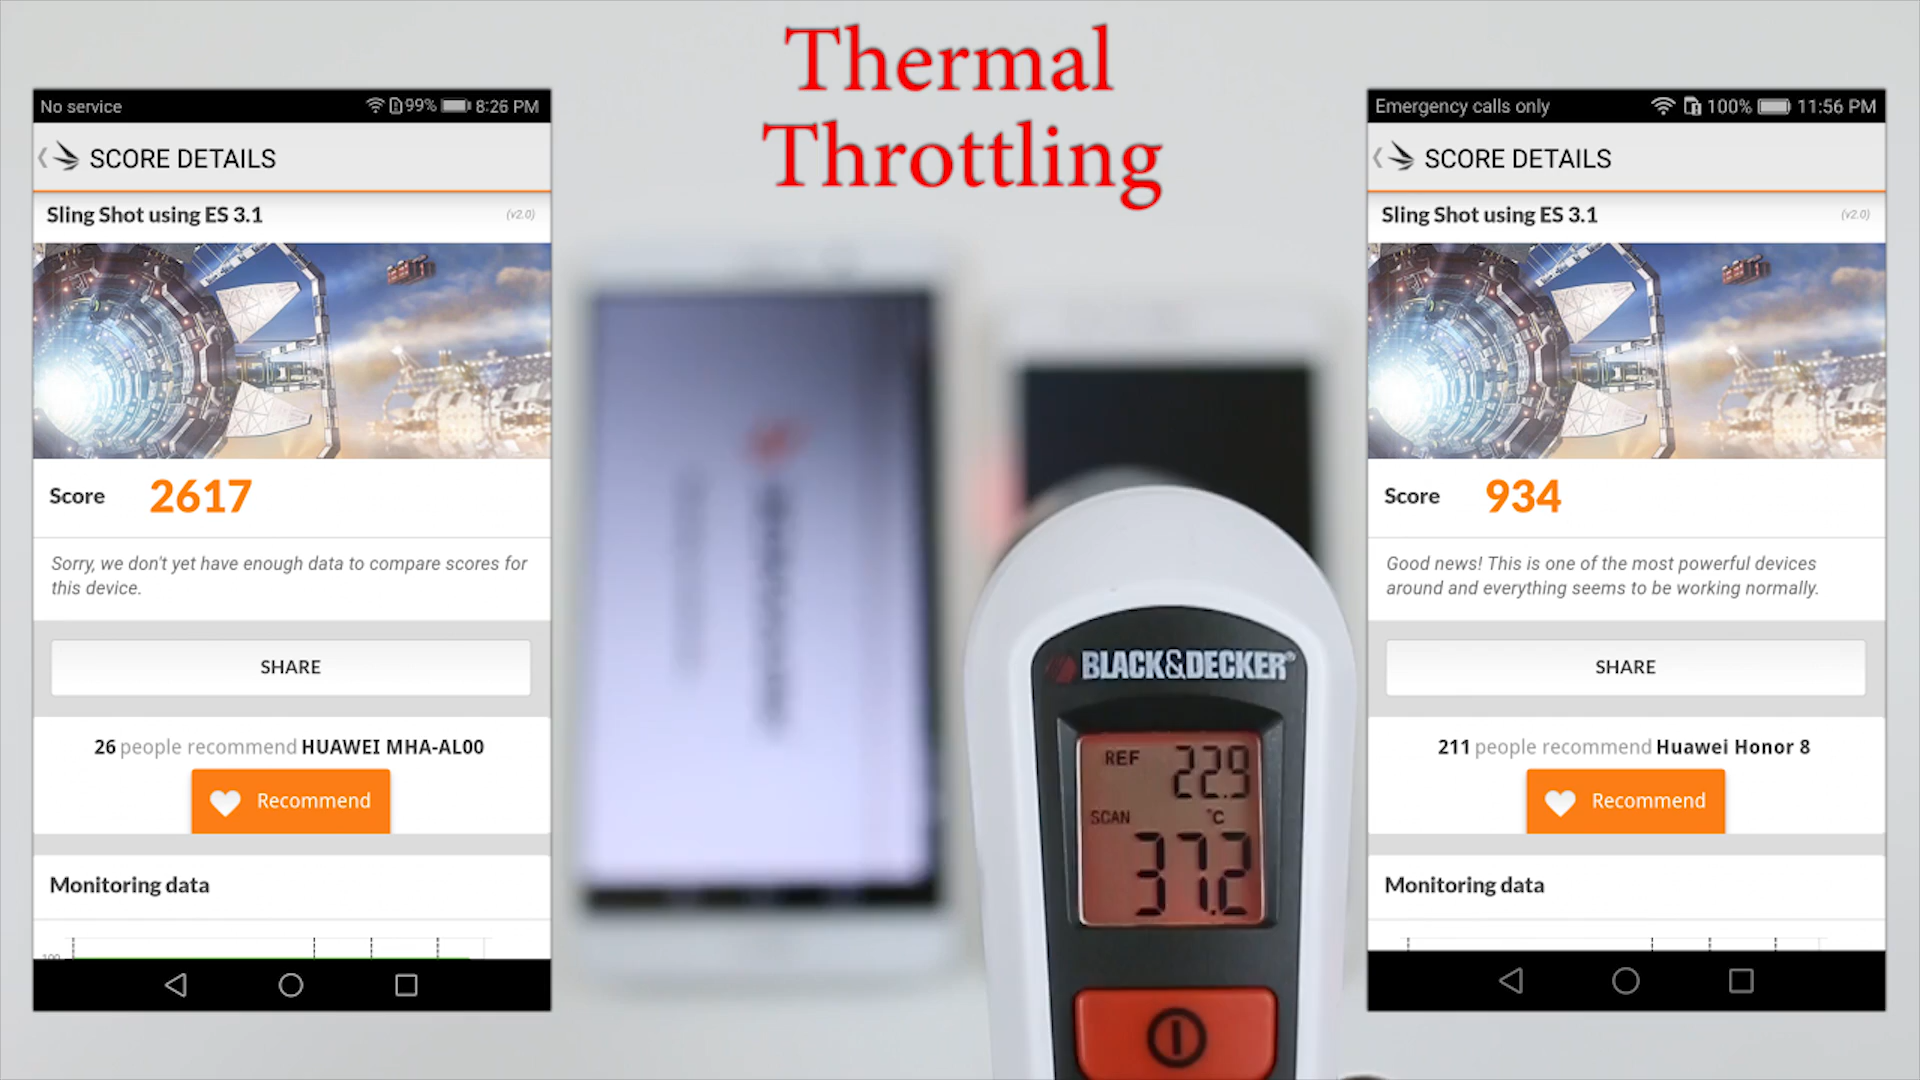 Thermal
Throttling
No service
99% 8:26 PM
SCORE DETAILS
Sling Shot using ES 3.1
(v2.0)
Score 2617
Sorry, we don't yet have enough data to compare scores for
this device.
SHARE
26 people recommend HUAWEI MHA-AL00
Recommend
Monitoring data
100
BLACK&DECKER®
REF 22.9
SCAN °C
37.2
Emergency calls only
100% 11:56 PM
SCORE DETAILS
Sling Shot using ES 3.1
(v2.0)
Score 934
Good news! This is one of the most powerful devices
around and everything seems to be working normally.
SHARE
211 people recommend Huawei Honor 8
Recommend
Monitoring data